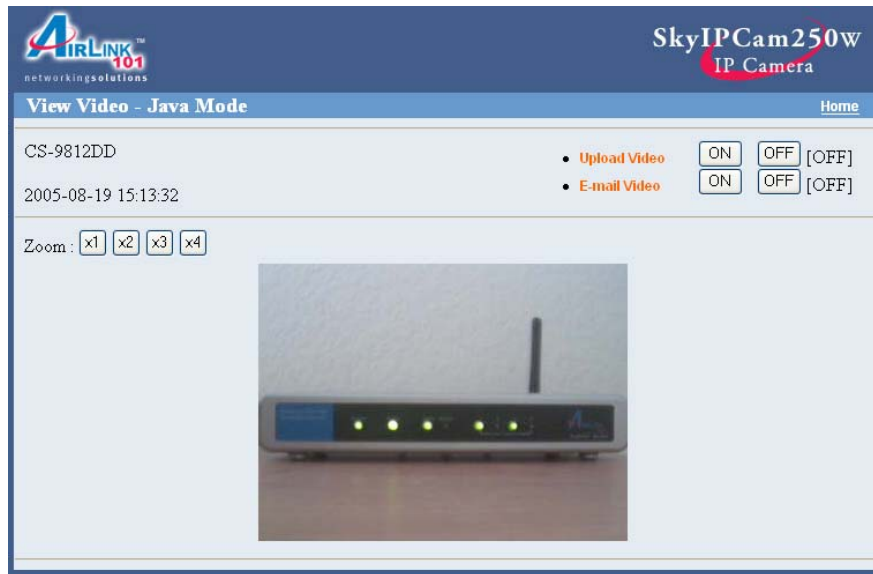 AIRLINK
101™
networkingsolutions
SkyIPCam250W
IP Camera
View Video - Java Mode
Home
CS-9812DD
• Upload Video ON OFF [OFF]
• E-mail Video ON OFF [OFF]
2005-08-19 15:13:32
Zoom : x1 x2 x3 x4